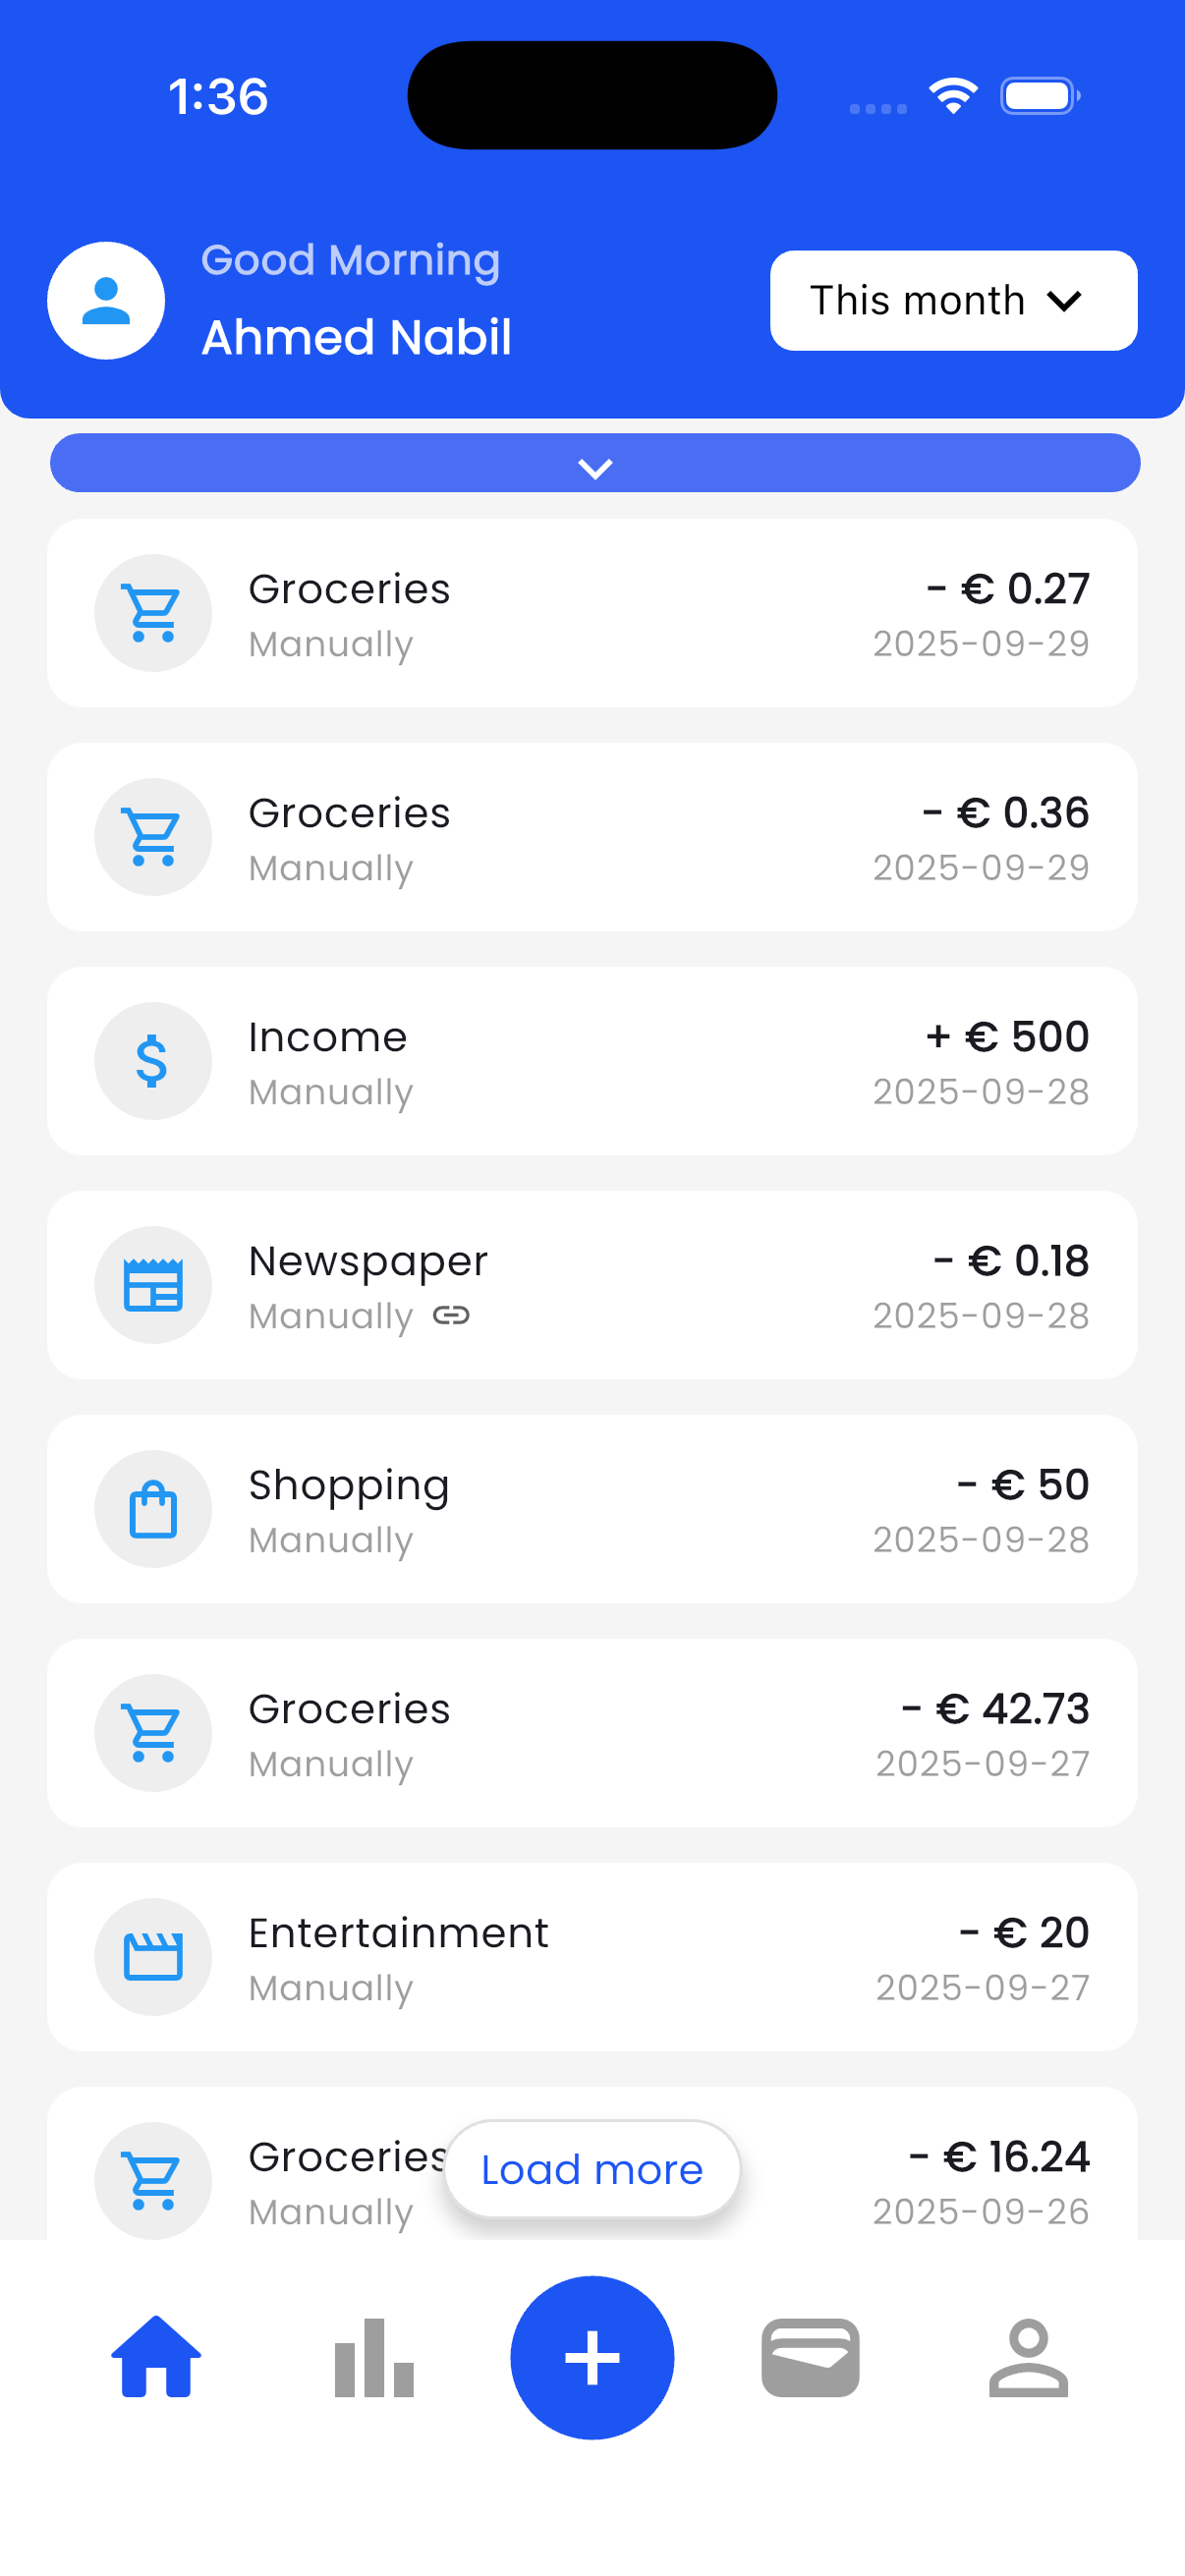 1:36
Good Morning
Ahmed Nabil
This month
Groceries
- € 0.27
Manually
2025-09-29
Groceries
- € 0.36
Manually
2025-09-29
Income
+ € 500
Manually
2025-09-28
Newspaper
- € 0.18
Manually
2025-09-28
Shopping
- € 50
Manually
2025-09-28
Groceries
- € 42.73
Manually
2025-09-27
Entertainment
- € 20
Manually
2025-09-27
Groceries
- € 16.24
Load more
Manually
2025-09-26